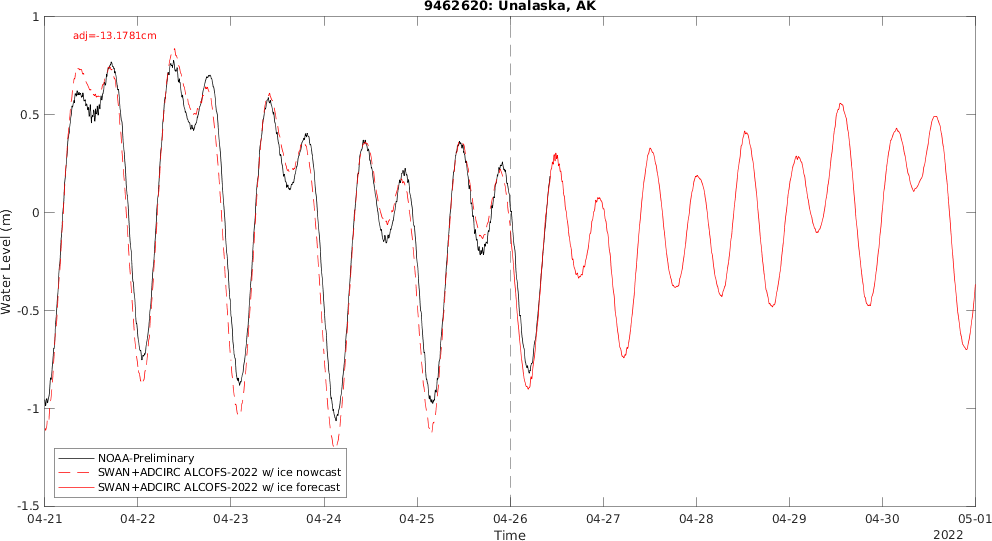 9462620: Unalaska, AK
adj=-13.1781cm
1
0.5
0
-0.5
-1
-1.5
Water Level (m)
NOAA-Preliminary
SWAN+ADCIRC ALCOFS-2022 w/ ice nowcast
SWAN+ADCIRC ALCOFS-2022 w/ ice forecast
04-21 04-22 04-23 04-24 04-25 04-26 04-27 04-28 04-29 04-30 05-01
Time
2022